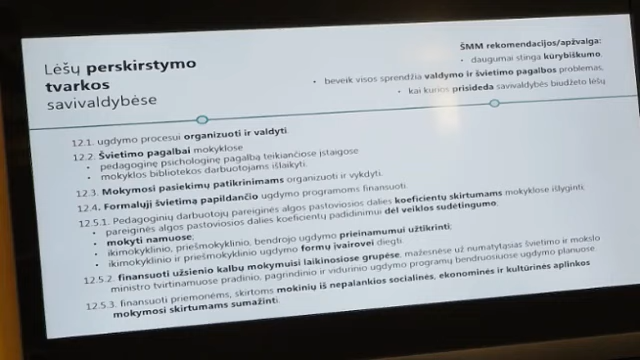 Lėšų perskirstymo
tvarkos
savivaldybėse
ŠMM rekomendacijos/apžvalga:
• daugumai stinga kūrybiškumo
• beveik visos sprendžia valdymo ir švietimo pagalbos problemas,
• kai kurios prisideda savivaldybės biudžeto lėšų
12.1. ugdymo procesui organizuoti ir valdyti
12.2. Švietimo pagalbai mokyklose
• pedagoginę psichologinę pagalbą teikiančiose įstaigose
• mokyklos bibliotekos darbuotojams išlaikyti.
12.3. Mokymosi pasiekimų patikrinimams organizuoti ir vykdyti.
12.4. Formalųjį švietimą papildančio ugdymo programoms finansuoti.
12.5.1. Pedagoginių darbuotojų pareiginės algos pastoviosios dalies koeficientų skirtumams mokyklose išlyginti;
• pareiginės algos pastoviosios dalies koeficientų padidinimui dėl veiklos sudėtingumo;
• mokyti namuose;
• ikimokyklinio, priešmokyklinio, bendrojo ugdymo prieinamumui užtikrinti;
• ikimokyklinio ir priešmokyklinio ugdymo formų įvairovei diegti.
12.5.2. finansuoti užsienio kalbų mokymuisi laikinosiose grupėse, mažesnėse už numatytąsias švietimo ir mokslo
ministro tvirtinamuose pradinio, pagrindinio ir vidurinio ugdymo programų bendruosiuose ugdymo planuose.
12.5.3. finansuoti priemonėms, skirtoms mokinių iš nepalankios socialinės, ekonominės ir kultūrinės aplinkos
mokymosi skirtumams sumažinti.